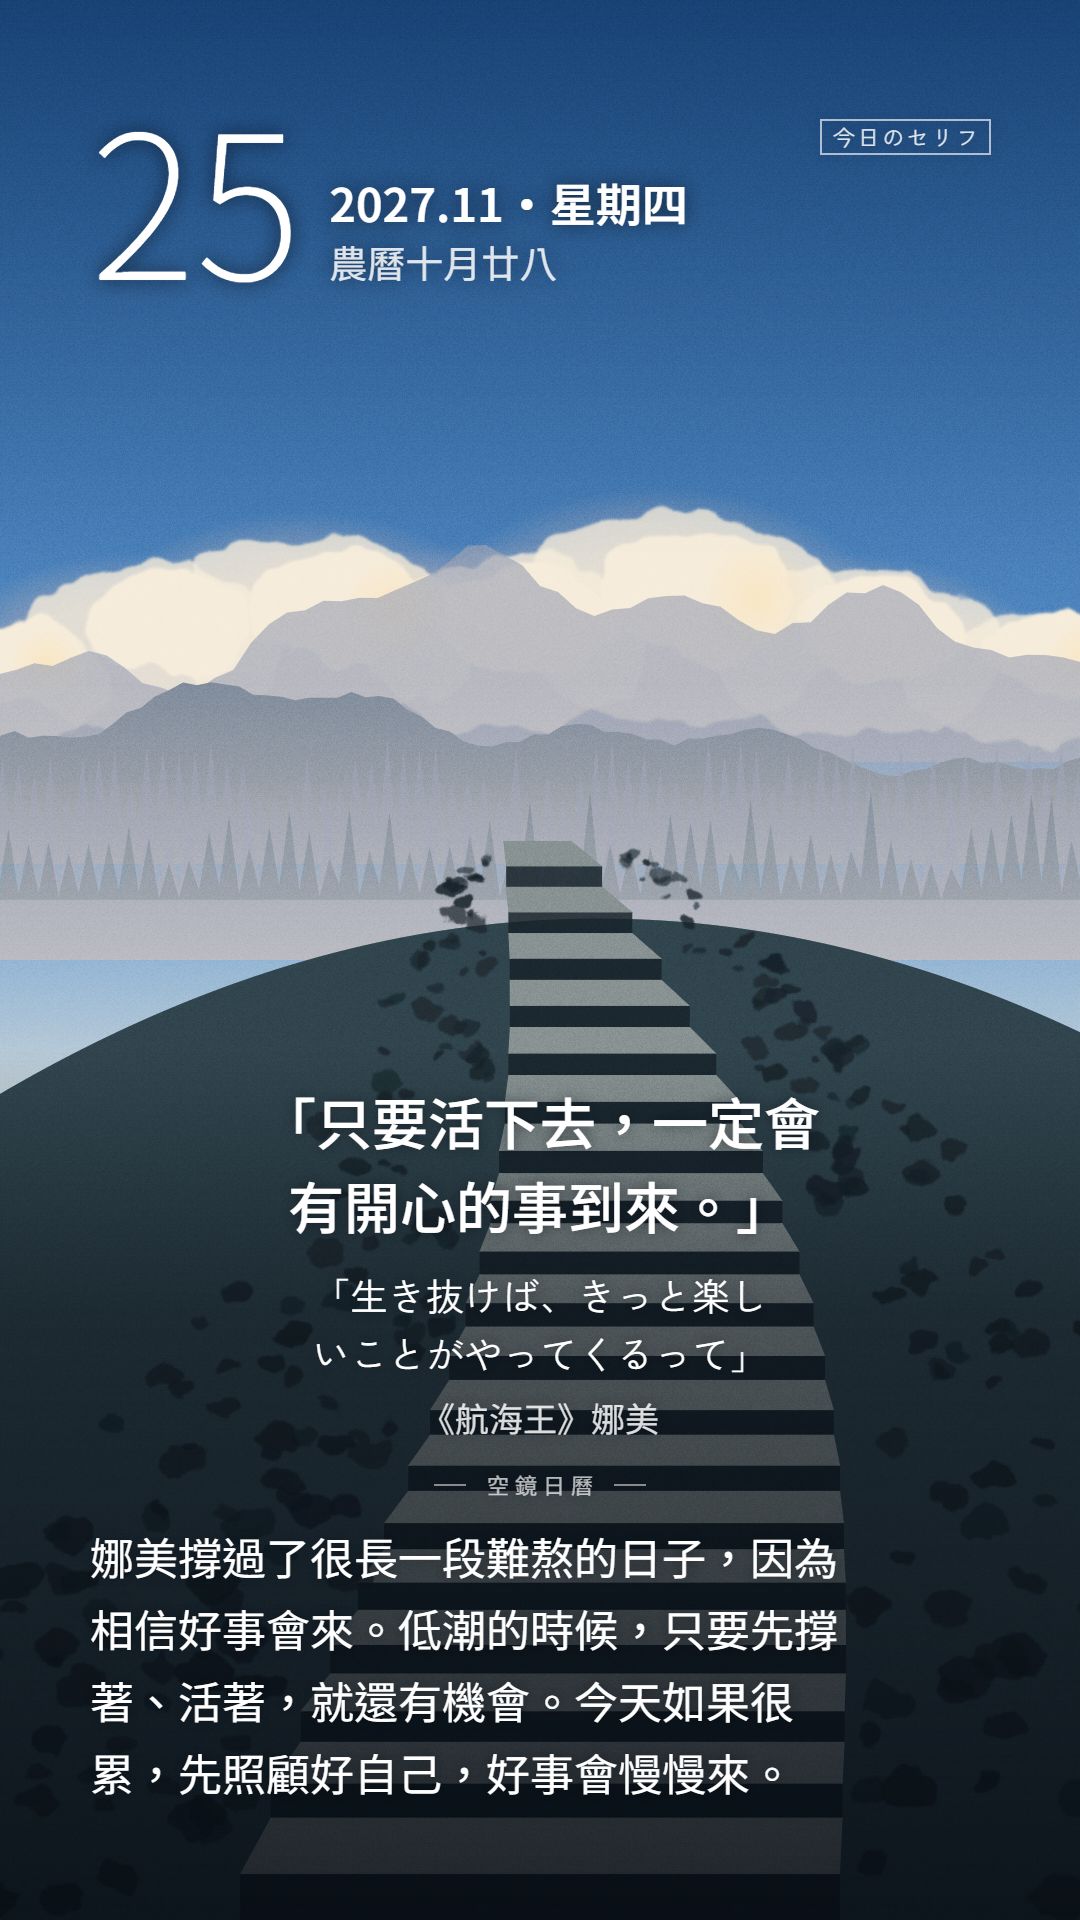 25
今日のセリフ
2027.11・星期四
農曆十月廿八
「只要活下去，一定會
有開心的事到來。」
「生き抜けば、きっと楽し
いことがやってくるって」
《航海王》娜美
空鏡日曆
娜美撐過了很長一段難熬的日子，因為
相信好事會來。低潮的時候，只要先撐
著、活著，就還有機會。今天如果很
累，先照顧好自己，好事會慢慢來。